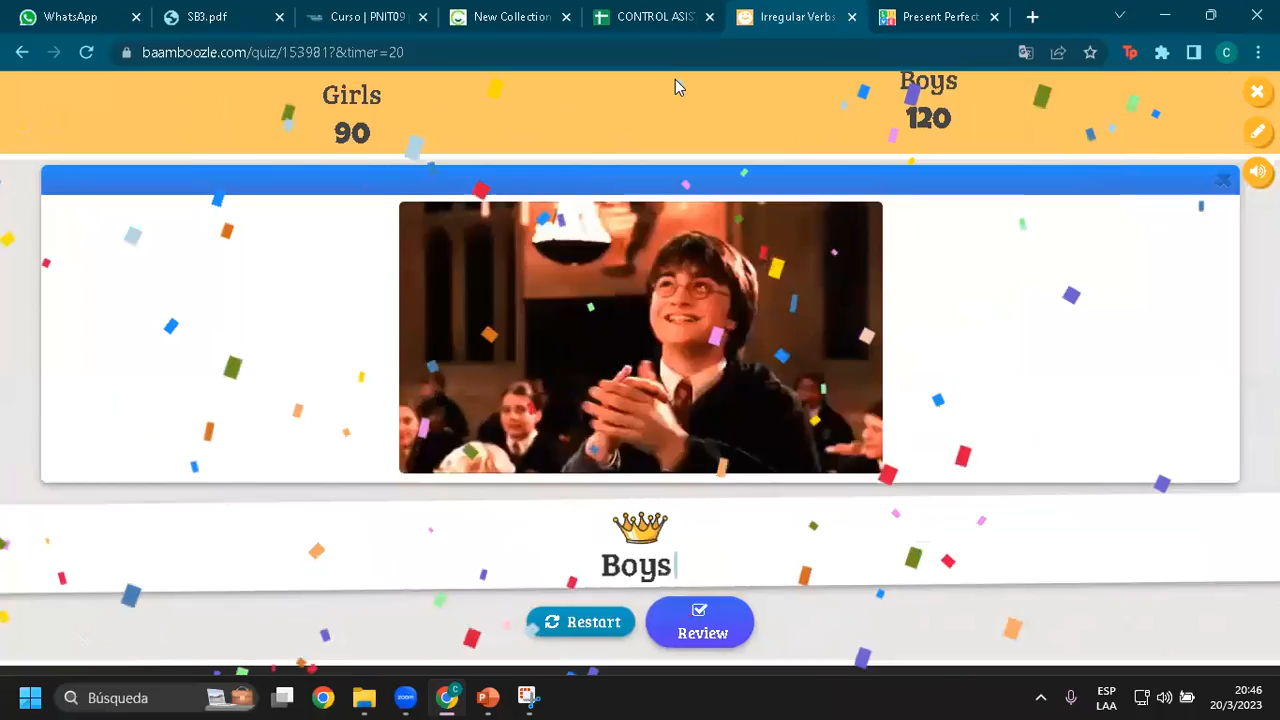 WhatsApp
SB3.pdf
Curso | PNIT09
New Collection
CONTROL ASIS
Irregular Verbs
Present Perfect
baamboozle.com/quiz/1539817&timer=20
Tp
C
Girls
90
Boys
120
Boys
Restart
Review
Búsqueda
C
ESP
LAA
20:46
20/3/2023